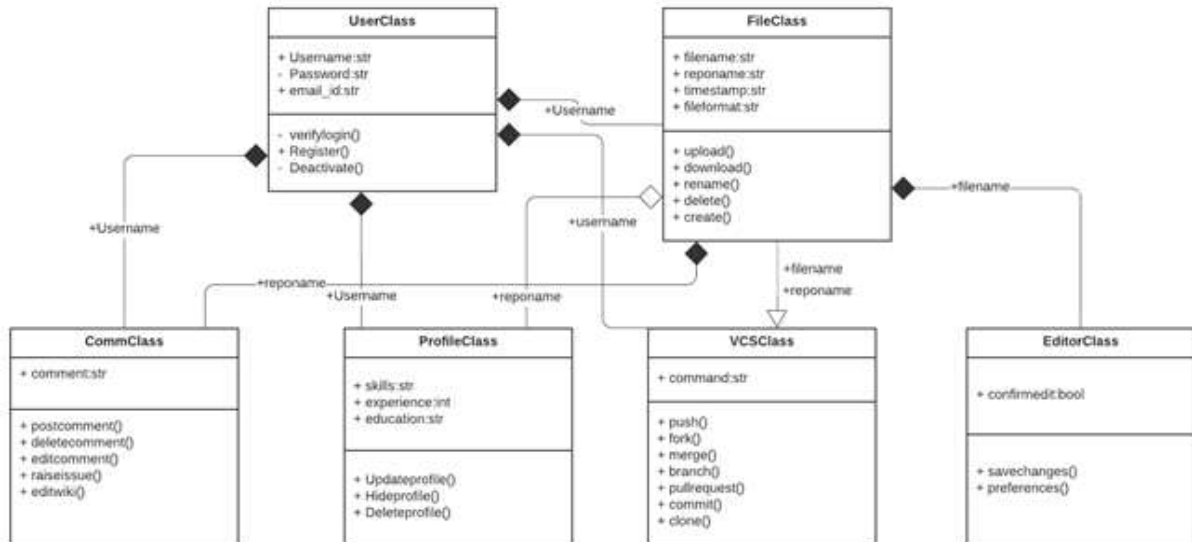 UserClass
+ Username:str
- Password:str
+ email_id:str
- verifylogin()
+ Register()
- Deactivate()
FileClass
+ filename:str
+ reponame:str
+ timestamp:str
+ fileformat:str
+ upload()
+ download()
+ rename()
+ delete()
+ create()
+Username
+filename
+Username
+username
+reponame
+Username
+reponame
+filename
+reponame
CommClass
+ comment:str
+ postcomment()
+ deletecomment()
+ editcomment()
+ raiseissue()
+ editwiki()
ProfileClass
+ skills:str
+ experience:int
+ education:str
+ Updateprofile()
+ Hideprofile()
+ Deleteprofile()
VCSClass
+ command:str
+ push()
+ fork()
+ merge()
+ branch()
+ pullrequest()
+ commit()
+ clone()
EditorClass
+ confirmedit:bool
+ savechanges()
+ preferences()